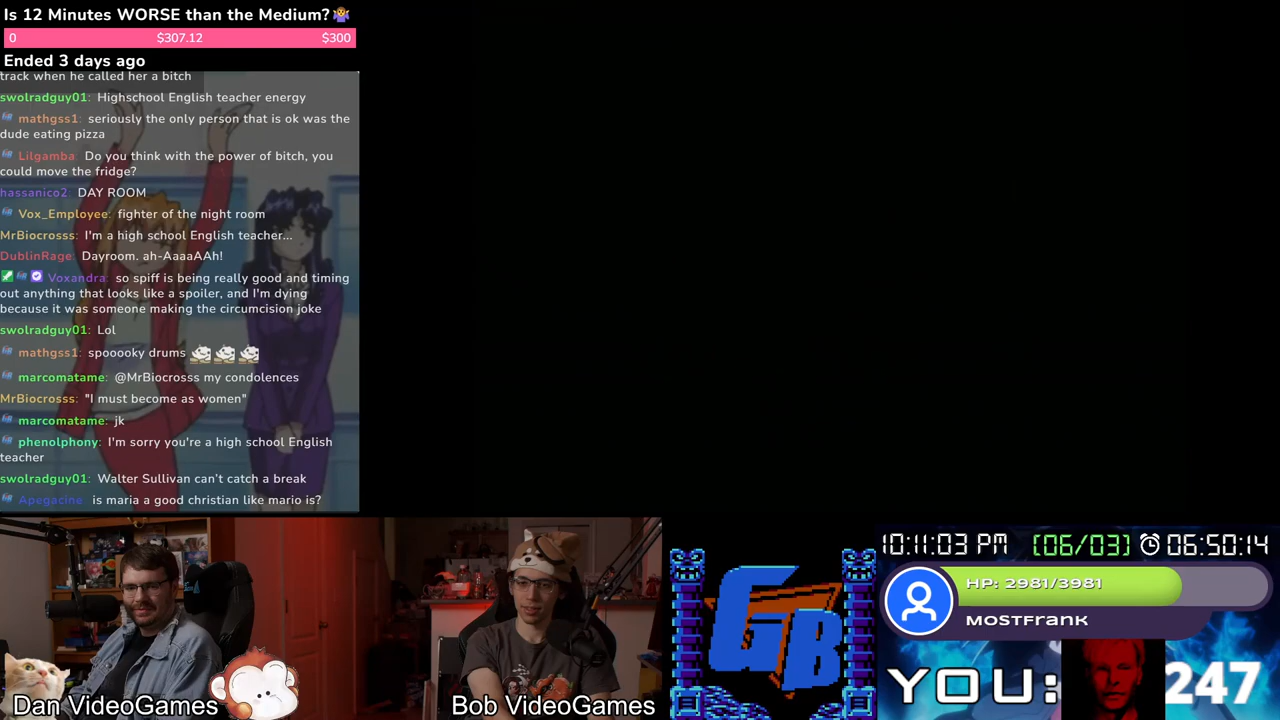 Is 12 Minutes WORSE than the Medium?🤷‍♀️
0 $307.12 $300
Ended 3 days ago
track when he called her a bitch
swolradguy01: Highschool English teacher energy
mathgss1: seriously the only person that is ok was the
dude eating pizza
Lilgamba: Do you think with the power of bitch, you
could move the fridge?
hassanico2: DAY ROOM
Vox_Employee: fighter of the night room
MrBiocrosss: I'm a high school English teacher...
DublinRage: Dayroom. ah-AaaaAAh!
Voxandra: so spiff is being really good and timing
out anything that looks like a spoiler, and I'm dying
because it was someone making the circumcision joke
swolradguy01: Lol
mathgss1: spooooky drums
marcomatame: @MrBiocrosss my condolences
MrBiocrosss: "I must become as women"
marcomatame: jk
phenolphony: I'm sorry you're a high school English
teacher
swolradguy01: Walter Sullivan can't catch a break
Apegacine: is maria a good christian like mario is?
Dan VideoGames
Bob VideoGames
GB
10:11:03 PM [06/03] 06:50:14
HP: 2981/3981
MOSTFRANK
YOU: 247